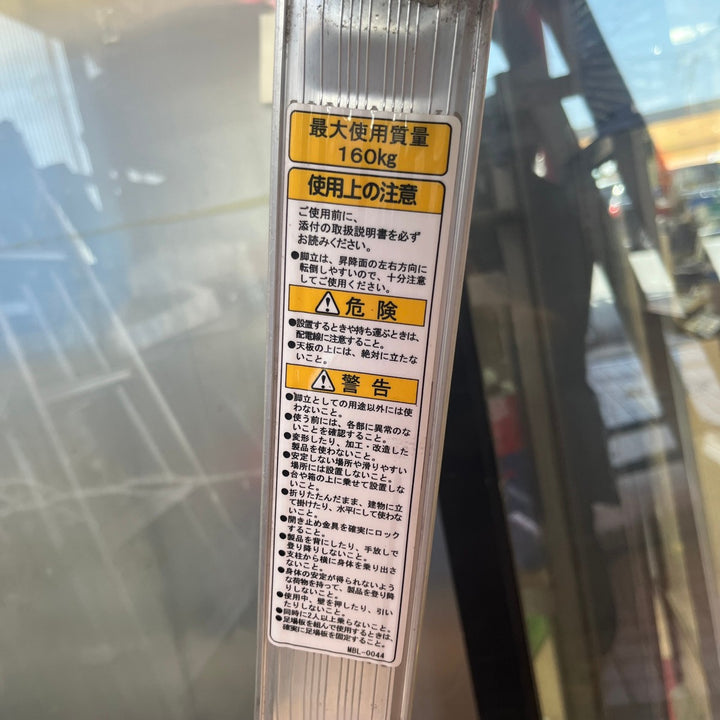 最大使用質量
160kg
使用上の注意
ご使用前に、
添付の取扱説明書を必ず
お読みください。
●脚立は、昇降面の左右方向に
転倒しやすいので、十分注意
してご使用ください。
⚠危険
●設置するときや持ち運ぶときは、
配電線に注意すること。
●天板の上には、絶対に立たな
いこと。
⚠警告
●脚立としての用途以外には使
わないこと。
●使う前には、各部に異常のな
いことを確認すること。
●変形したり、加工・改造した
製品を使わないこと。
●安定しない場所や滑りやすい
場所には設置しないこと。
●台や箱の上に乗せて設置しな
いこと。
●折りたたんだまま、建物に立
て掛けたり、水平にして使わな
いこと。
●開き止め金具を確実にロック
すること。
●製品を背にしたり、手放しで
登り降りしないこと。
●支柱から横に身体を乗り出さ
ないこと。
●身体の安定が得られないよう
な荷物を持って、製品を登り降
りしないこと。
●使用中、壁を押したり、引い
たりしないこと。
●同時に2人以上乗らないこと。
●足場板を組んで使用するときは、
確実に足場板を固定すること。
MBL-0044